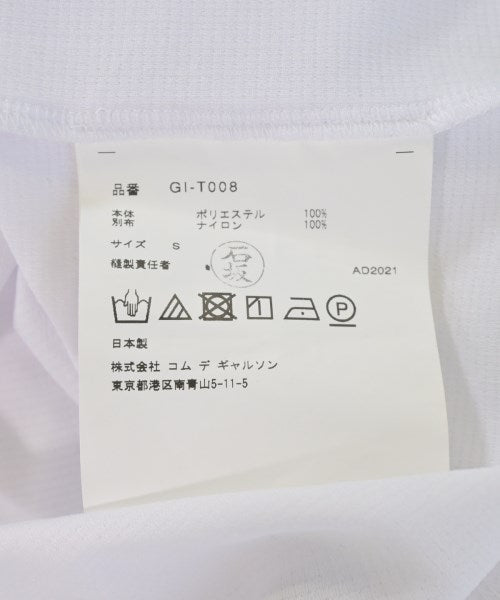 品番 GI-T008
本体 ポリエステル 100%
別布 ナイロン 100%
サイズ S
縫製責任者 石坂
AD2021
P
日本製
株式会社 コム デ ギャルソン
東京都港区南青山5-11-5